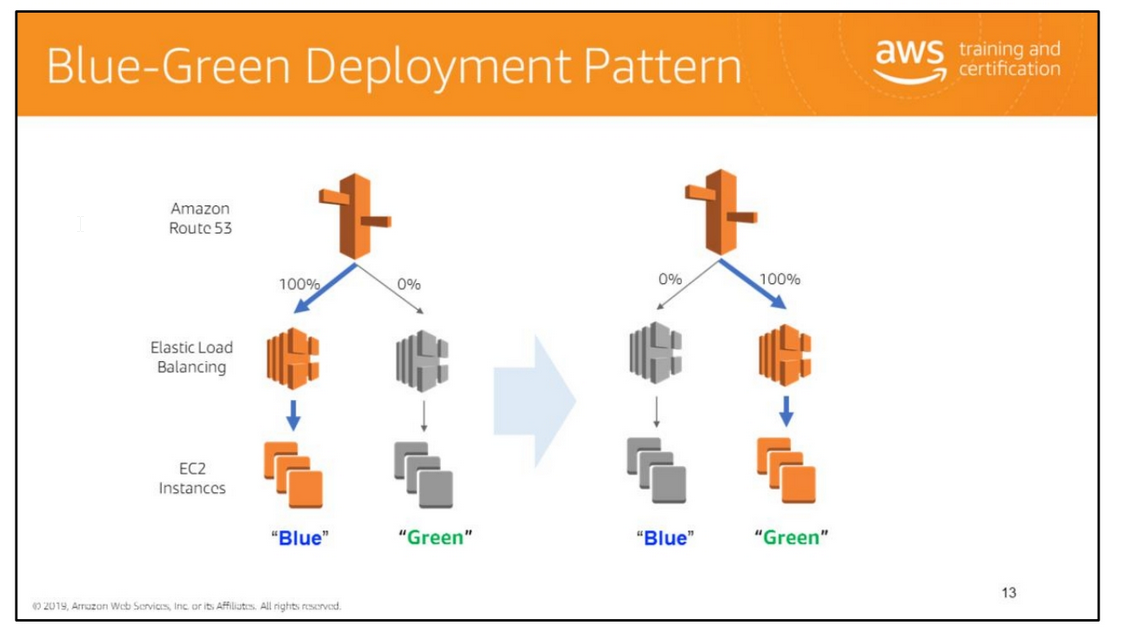 Blue-Green Deployment Pattern
aws training and
certification
Amazon
Route 53
100%
0%
0%
100%
Elastic Load
Balancing
EC2
Instances
“Blue”
“Green”
“Blue”
“Green”
13
© 2019, Amazon Web Services, Inc. or its Affiliates. All rights reserved.